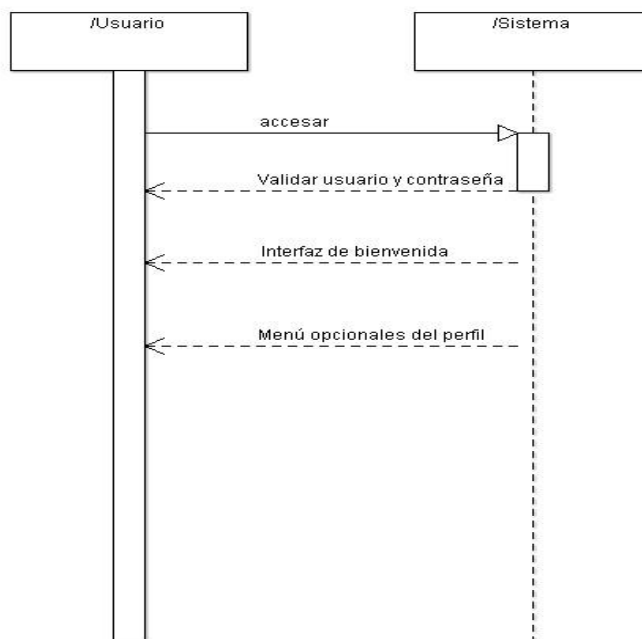 /Usuario
/Sistema
accesar
Validar usuario y contraseña
Interfaz de bienvenida
Menú opcionales del perfil